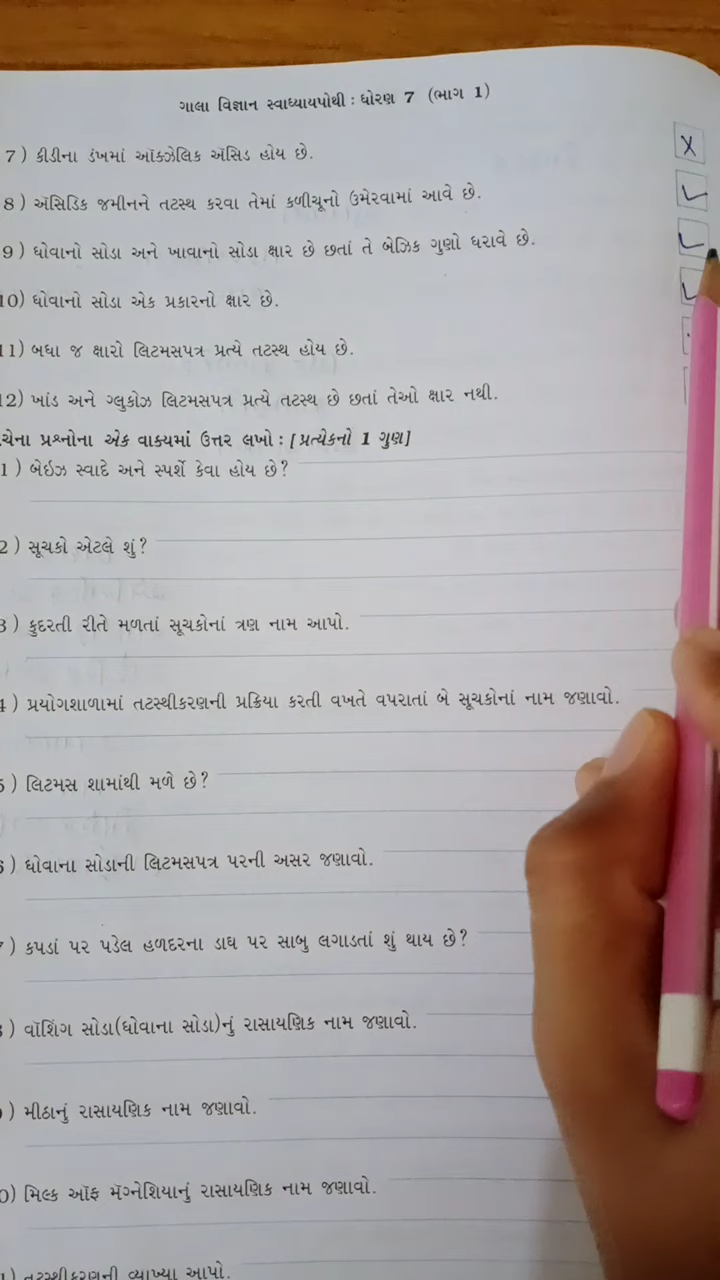 ગાલા વિજ્ઞાન સ્વાધ્યાયપોથી : ધોરણ 7 (ભાગ 1)
7) કીડીના ડંખમાં ઑક્ઝેલિક ઍસિડ હોય છે. ×
8) ઍસિડિક જમીનને તટસ્થ કરવા તેમાં કળીચૂનો ઉમેરવામાં આવે છે. ✓
9) ધોવાનો સોડા અને ખાવાનો સોડા ક્ષાર છે છતાં તે બેઝિક ગુણો ધરાવે છે. ✓
10) ધોવાનો સોડા એક પ્રકારનો ક્ષાર છે. ✓
11) બધા જ ક્ષારો લિટમસપત્ર પ્રત્યે તટસ્થ હોય છે.
12) ખાંડ અને ગ્લુકોઝ લિટમસપત્ર પ્રત્યે તટસ્થ છે છતાં તેઓ ક્ષાર નથી.
ચેના પ્રશ્નોના એક વાક્યમાં ઉત્તર લખો : [પ્રત્યેકનો 1 ગુણ]
1) બેઇઝ સ્વાદે અને સ્પર્શે કેવા હોય છે?
2) સૂચકો એટલે શું?
3) કુદરતી રીતે મળતાં સૂચકોનાં ત્રણ નામ આપો.
4) પ્રયોગશાળામાં તટસ્થીકરણની પ્રક્રિયા કરતી વખતે વપરાતાં બે સૂચકોનાં નામ જણાવો.
5) લિટમસ શામાંથી મળે છે?
6) ધોવાના સોડાની લિટમસપત્ર પરની અસર જણાવો.
) કપડાં પર પડેલ હળદરના ડાઘ પર સાબુ લગાડતાં શું થાય છે?
) વૉશિંગ સોડા(ધોવાના સોડા)નું રાસાયણિક નામ જણાવો.
) મીઠાનું રાસાયણિક નામ જણાવો.
0) મિલ્ક ઑફ મૅગ્નેશિયાનું રાસાયણિક નામ જણાવો.
) તટસ્થીકરણની વ્યાખ્યા આપો.